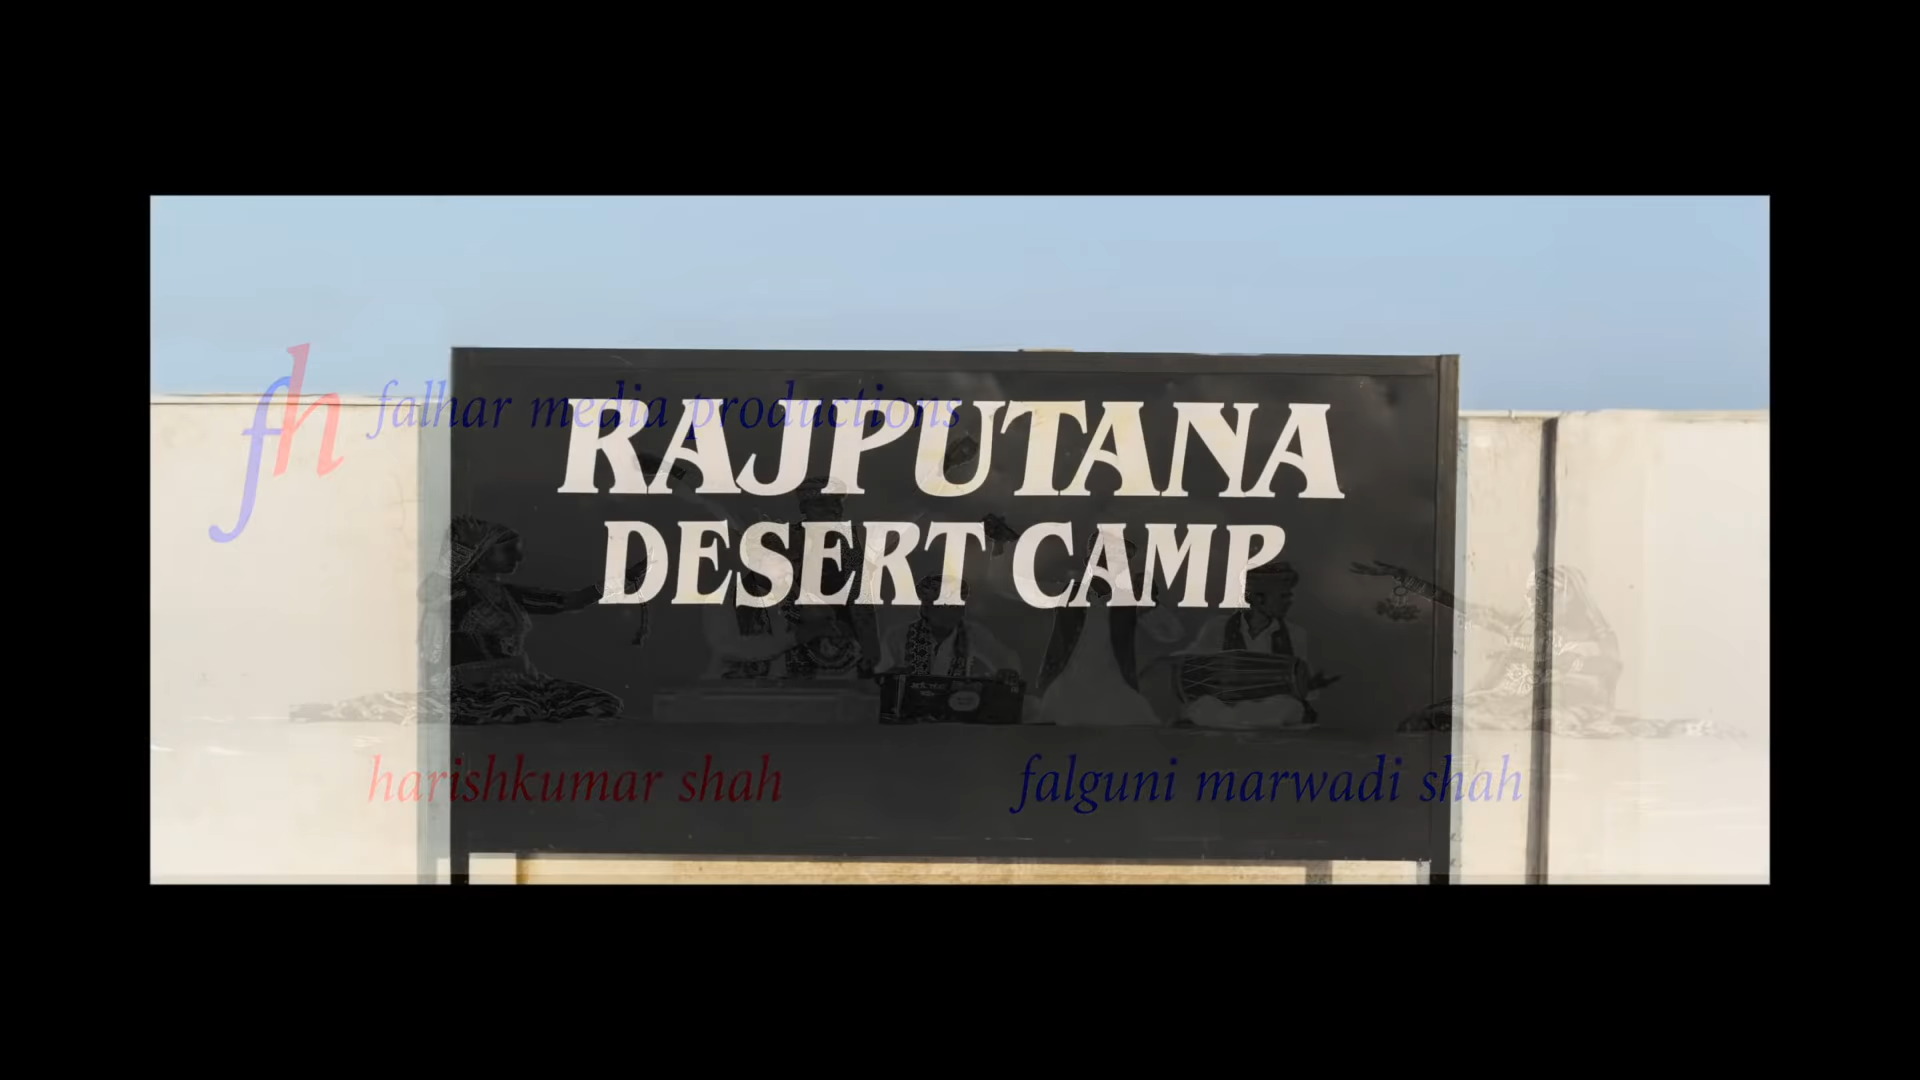 fh
falhar media productions
RAJPUTANA
DESERT CAMP
harishkumar shah
falguni marwadi shah